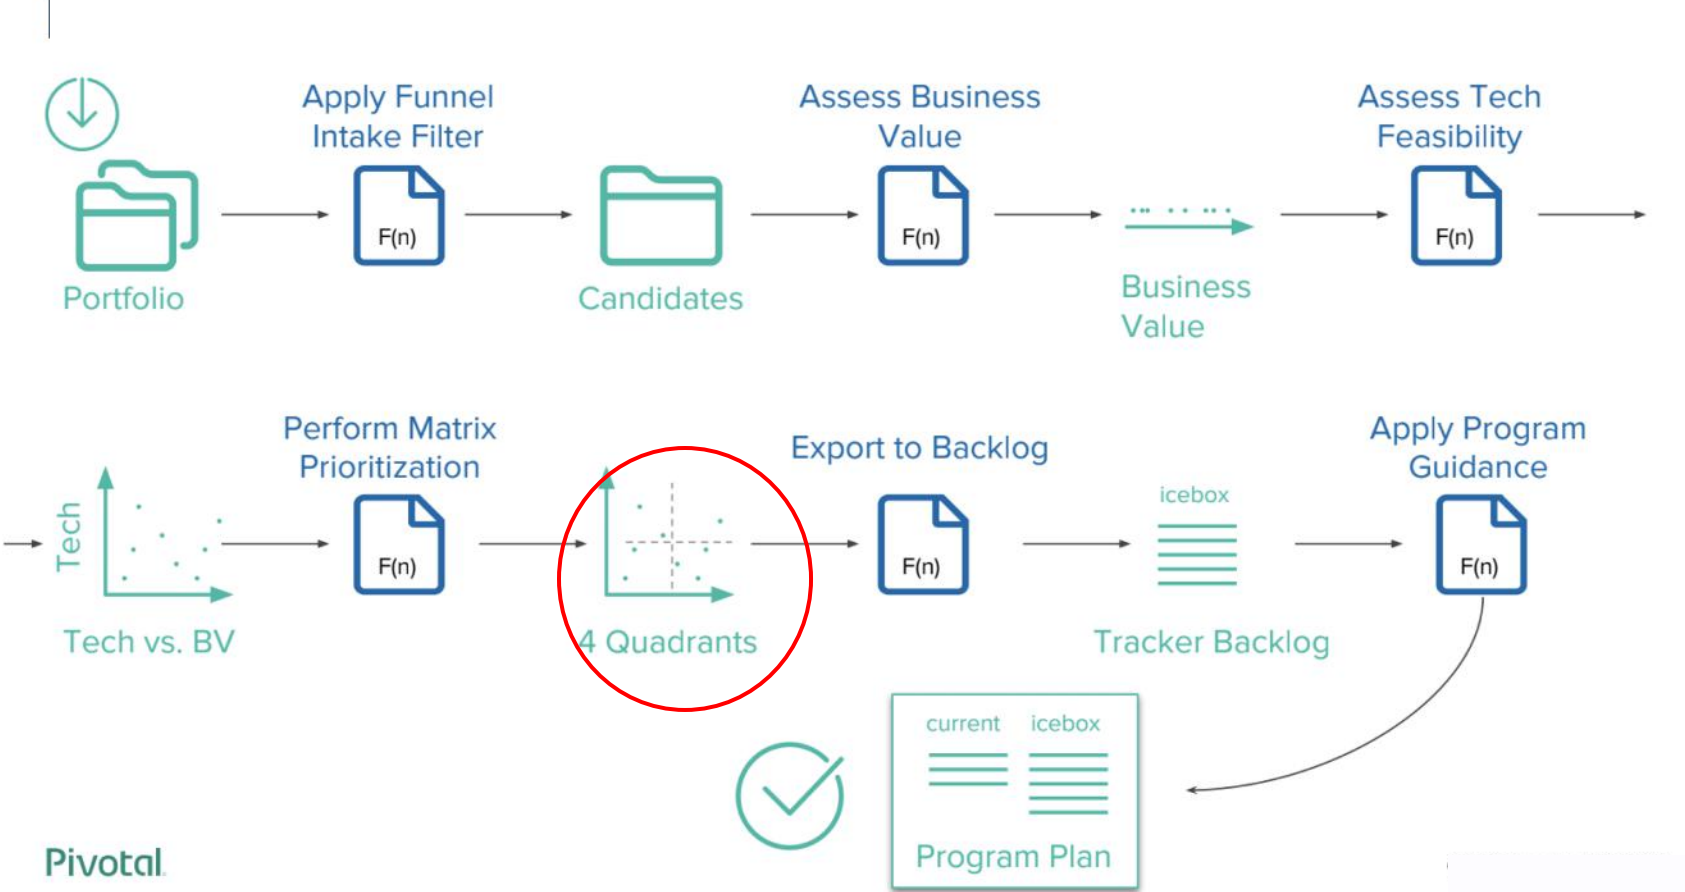 Apply Funnel
Intake Filter
F(n)
Portfolio
Candidates
Assess Business
Value
F(n)
Business
Value
Assess Tech
Feasibility
F(n)
Tech
Tech vs. BV
Perform Matrix
Prioritization
F(n)
4 Quadrants
Export to Backlog
F(n)
icebox
Tracker Backlog
Apply Program
Guidance
F(n)
current icebox
Program Plan
Pivotal.